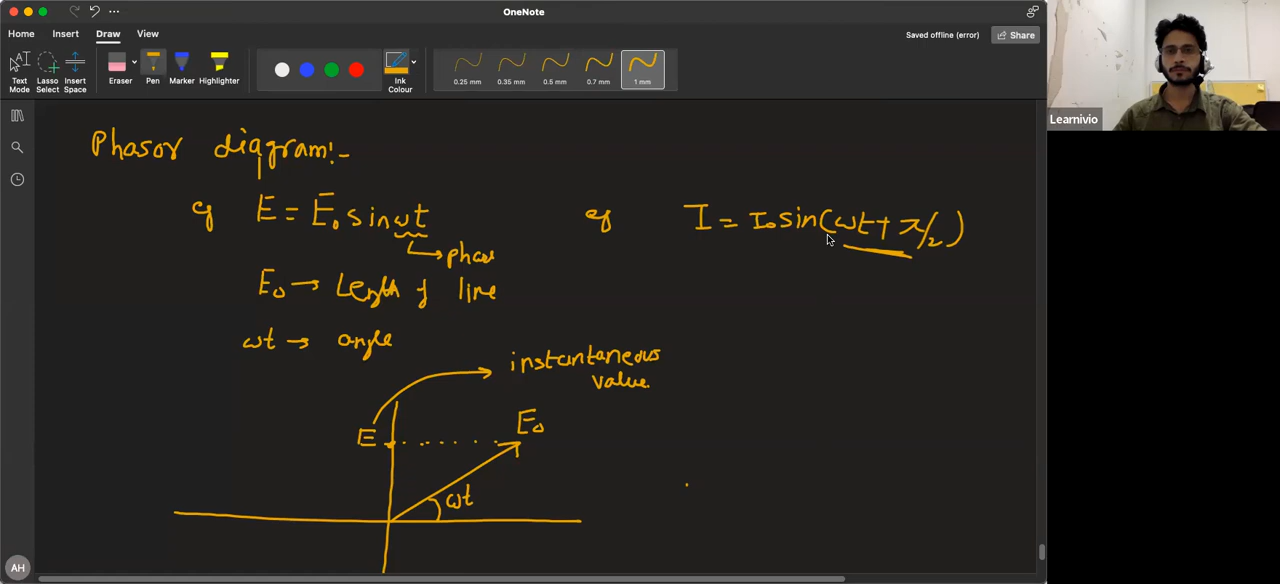 OneNote
Home Insert Draw View
Saved offline (error) Share
Text Mode Lasso Select Insert Space Eraser Pen Marker Highlighter Ink Colour 0.25 mm 0.35 mm 0.5 mm 0.7 mm 1 mm
Learnivio
Phasor diagram:-
eg E = E₀ sin ωt
eg I = I₀ sin(ωt + π/2)
phase
E₀ → Length of line
ωt → angle
instantaneous
value.
E E₀
ωt
AH